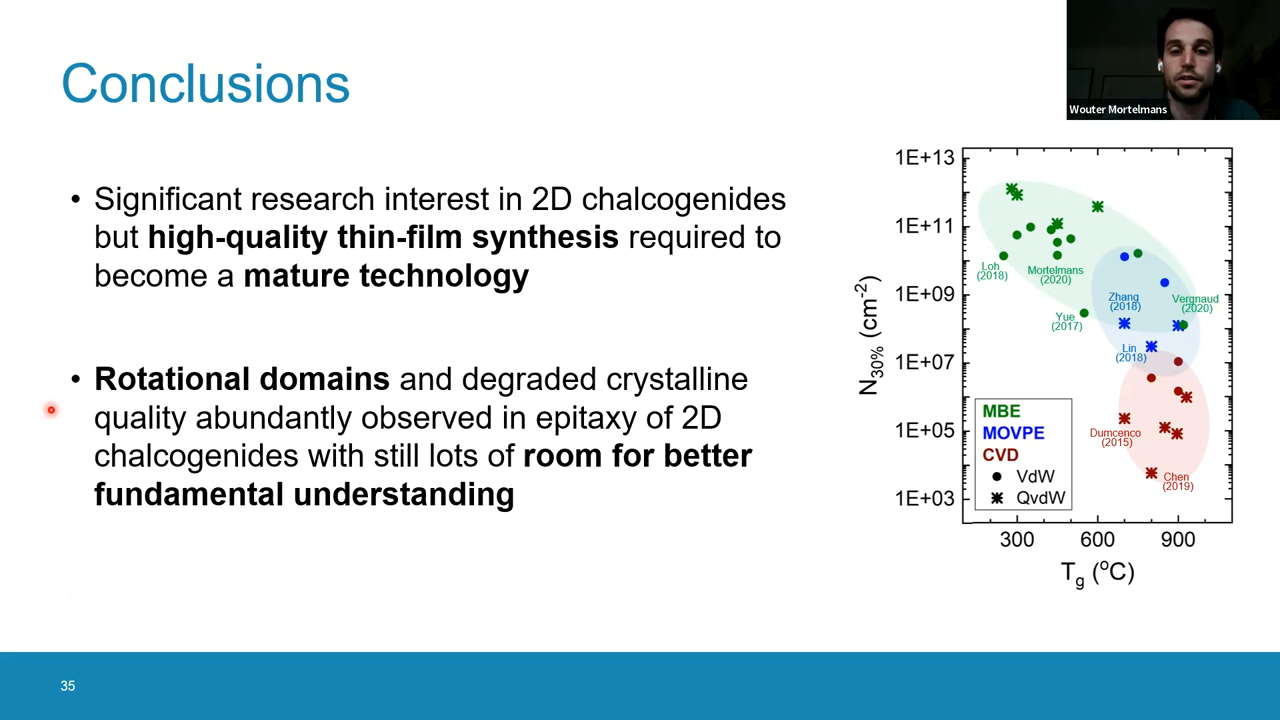 Conclusions
Wouter Mortelmans
• Significant research interest in 2D chalcogenides
but high-quality thin-film synthesis required to
become a mature technology
• Rotational domains and degraded crystalline
quality abundantly observed in epitaxy of 2D
chalcogenides with still lots of room for better
fundamental understanding
1E+13
1E+11
1E+09
1E+07
1E+05
1E+03
N30% (cm-2)
Loh
(2018)
Mortelmans
(2020)
Yue
(2017)
Zhang
(2018)
Vergnaud
(2020)
Lin
(2018)
Dumcenco
(2015)
Chen
(2019)
MBE
MOVPE
CVD
VdW
QvdW
300 600 900
Tg (oC)
35